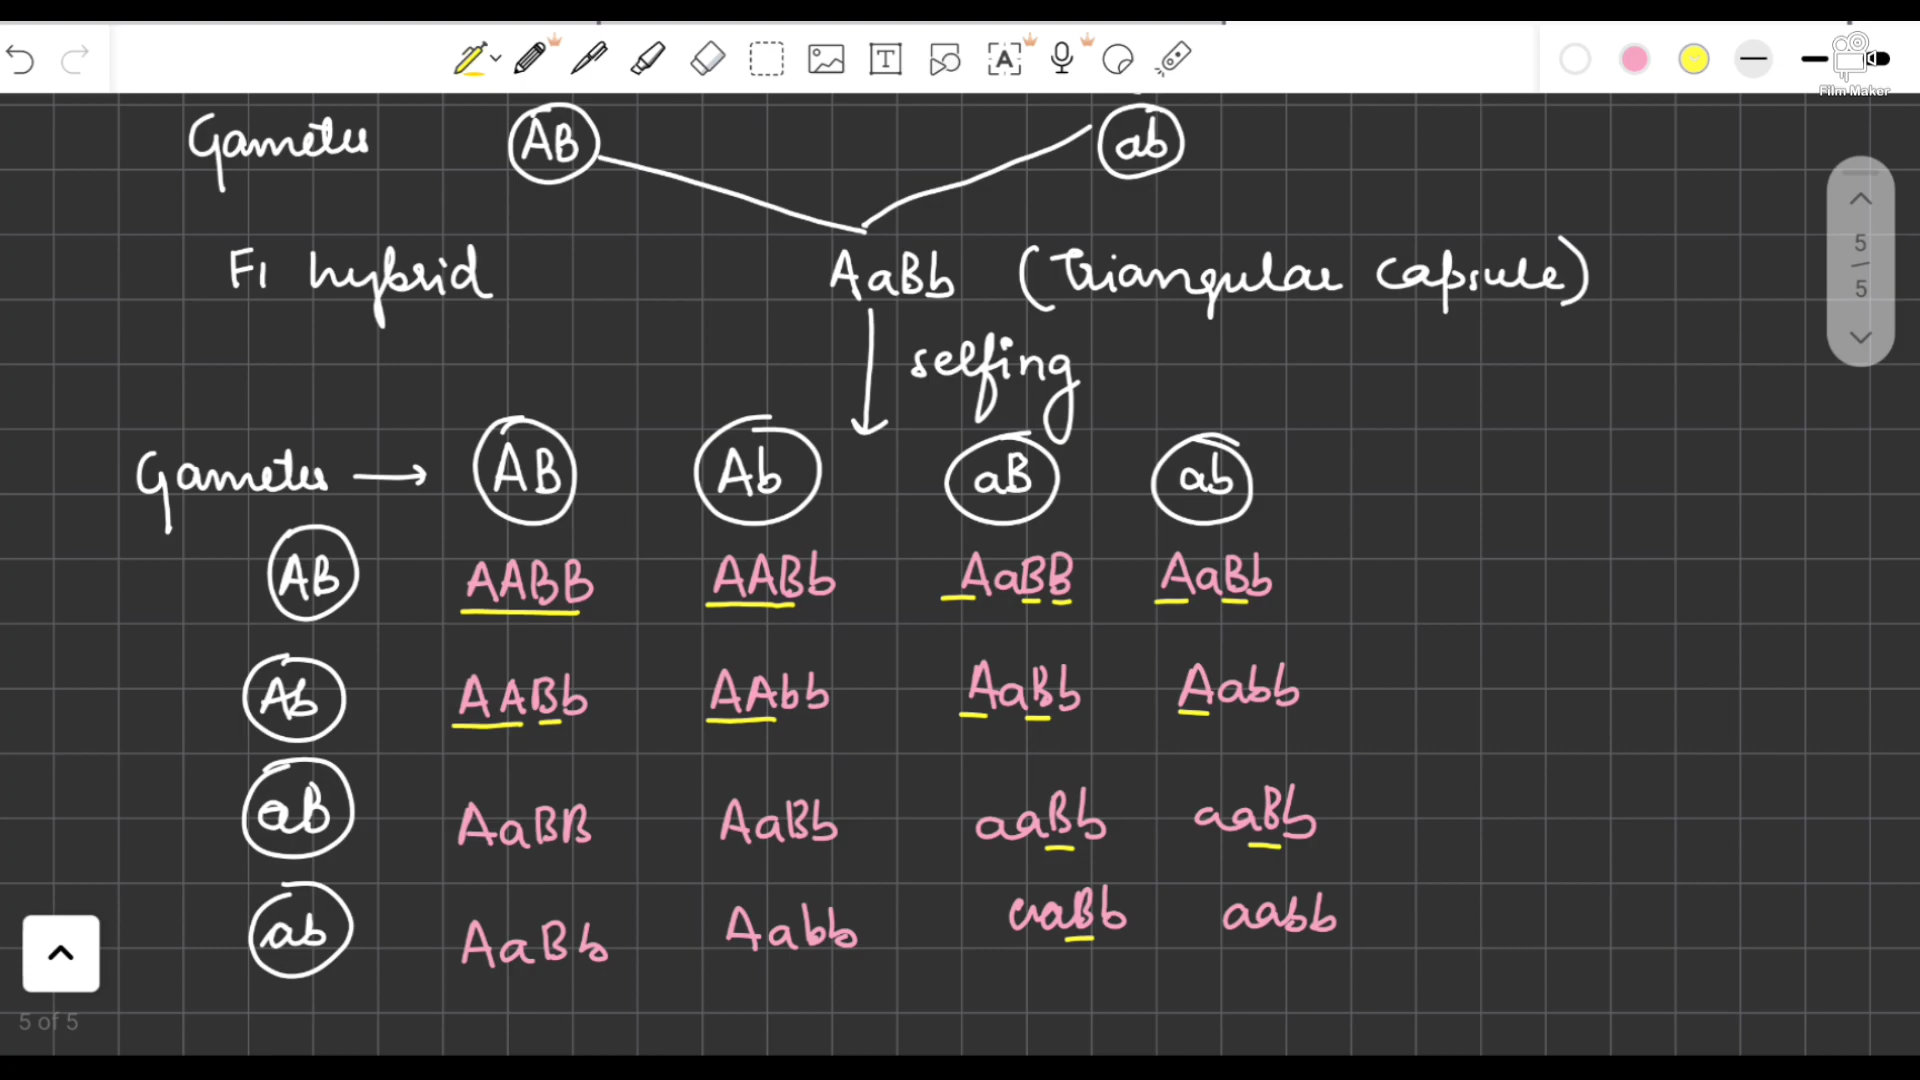 Film Maker
Gametes AB ab
F1 hybrid AaBb (Triangular capsule)
selfing
Gametes → AB Ab aB ab
AB AABB AABb AaBB AaBb
Ab AABb AAbb AaBb Aabb
aB AaBB AaBb aaBb aaBb
ab AaBb Aabb aaBb aabb
5
5
5 of 5